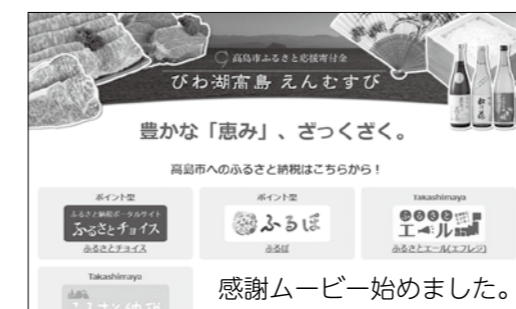 高島市ふるさと応援寄付金
びわ湖高島 えんむすび
豊かな「恵み」、ざっくざく。
高島市へのふるさと納税はこちらから！
ポイント型
ふるさと納税ポータルサイト
ふるさとチョイス
ふるさとチョイス
ポイント型
ふるぽ
ふるぽ
Takashimaya
ふるさと
エール
ふるさとエール(エフレジ)
Takashimaya
ふるさと納税
感謝ムービー始めました。